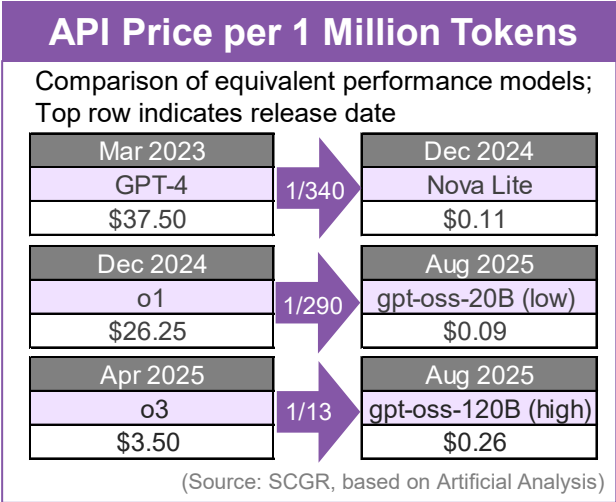 API Price per 1 Million Tokens
Comparison of equivalent performance models;
Top row indicates release date
Mar 2023
GPT-4
$37.50
1/340
Dec 2024
Nova Lite
$0.11
Dec 2024
o1
$26.25
1/290
Aug 2025
gpt-oss-20B (low)
$0.09
Apr 2025
o3
$3.50
1/13
Aug 2025
gpt-oss-120B (high)
$0.26
(Source: SCGR, based on Artificial Analysis)